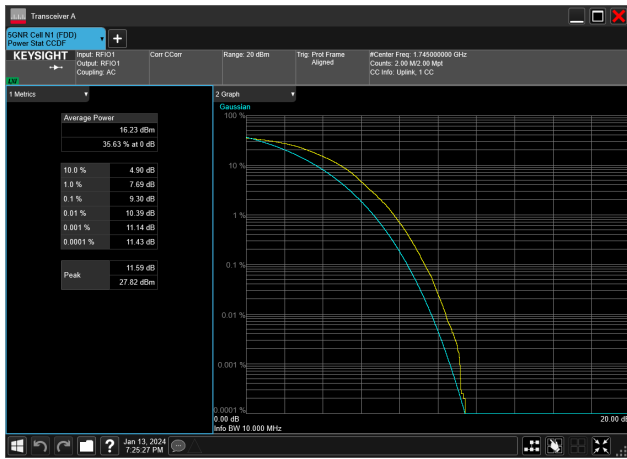 Transceiver A
5GNR Cell N1 (FDD)
Power Stat CCDF
KEYSIGHT
Input: RFIO1
Output: RFIO1
Coupling: AC
Corr CCorr
Range: 20 dBm
Trig: Prot Frame
Aligned
#Center Freq: 1.745000000 GHz
Counts: 2.00 M/2.00 Mpt
CC Info: Uplink, 1 CC
LXI
1 Metrics
Average Power
16.23 dBm
35.63 % at 0 dB
10.0 % 4.90 dB
1.0 % 7.69 dB
0.1 % 9.30 dB
0.01 % 10.39 dB
0.001 % 11.14 dB
0.0001 % 11.43 dB
Peak
11.59 dB
27.82 dBm
2 Graph
Gaussian
100 %
10 %
1 %
0.1 %
0.01 %
0.001 %
0.0001 %
0.00 dB
20.00 dB
Info BW 10.000 MHz
?
Jan 13, 2024
7:25:27 PM